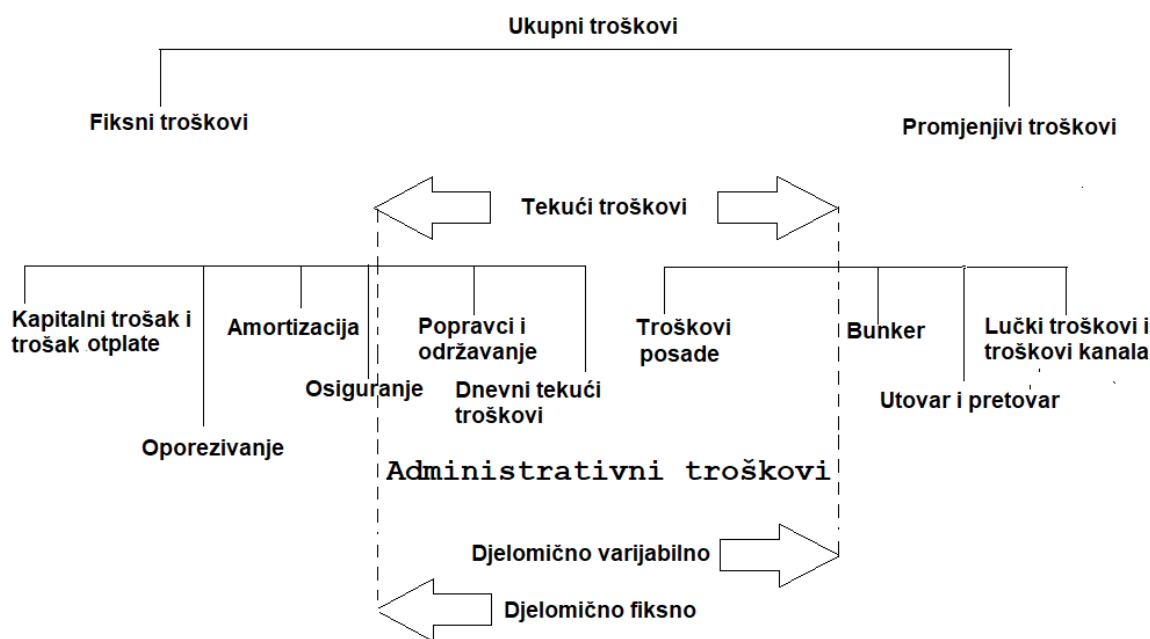 Ukupni troškovi
Fiksni troškovi
Promjenjivi troškovi
Tekući troškovi
Kapitalni trošak i
trošak otplate
Oporezivanje
Amortizacija
Osiguranje
Popravci i
održavanje
Dnevni tekući
troškovi
Troškovi
posade
Bunker
Utovar i pretovar
Lučki troškovi i
troškovi kanala
Administrativni troškovi
Djelomično varijabilno
Djelomično fiksno